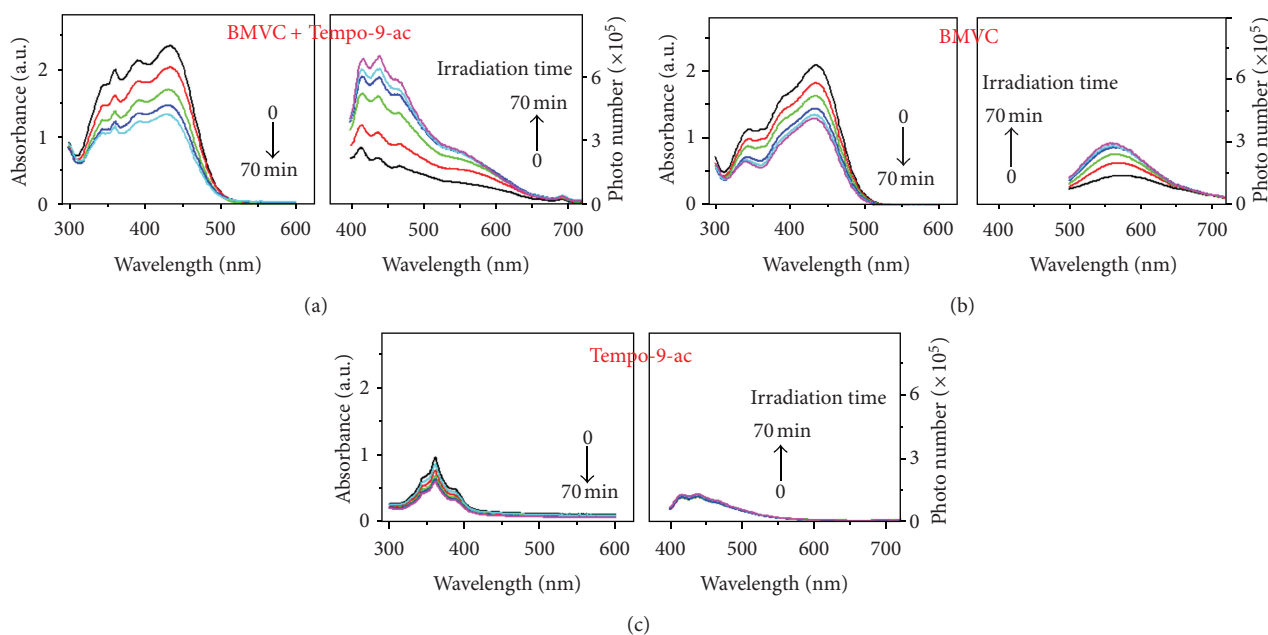 BMVC + Tempo-9-ac
Absorbance (a.u.)
2
1
0
0
70 min
300 400 500 600
Wavelength (nm)
Irradiation time
70 min
0
6
3
0
Photo number (×10⁵)
400 500 600 700
Wavelength (nm)
(a)
BMVC
Absorbance (a.u.)
2
1
0
0
70 min
300 400 500 600
Wavelength (nm)
Irradiation time
70 min
0
6
3
0
Photo number (×10⁵)
400 500 600 700
Wavelength (nm)
(b)
Tempo-9-ac
Absorbance (a.u.)
2
1
0
0
70 min
300 400 500 600
Wavelength (nm)
Irradiation time
70 min
0
6
3
0
Photo number (×10⁵)
400 500 600 700
Wavelength (nm)
(c)